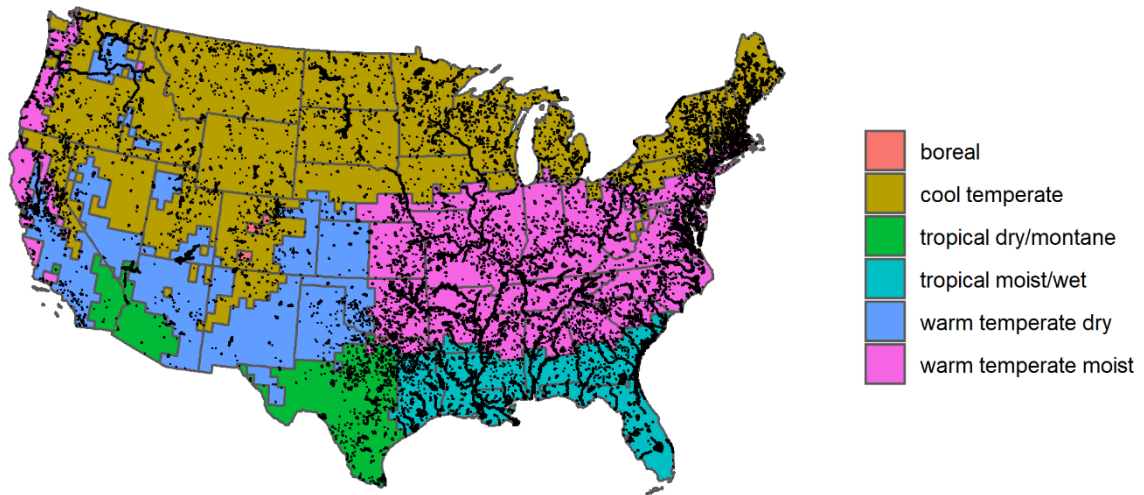 boreal
cool temperate
tropical dry/montane
tropical moist/wet
warm temperate dry
warm temperate moist